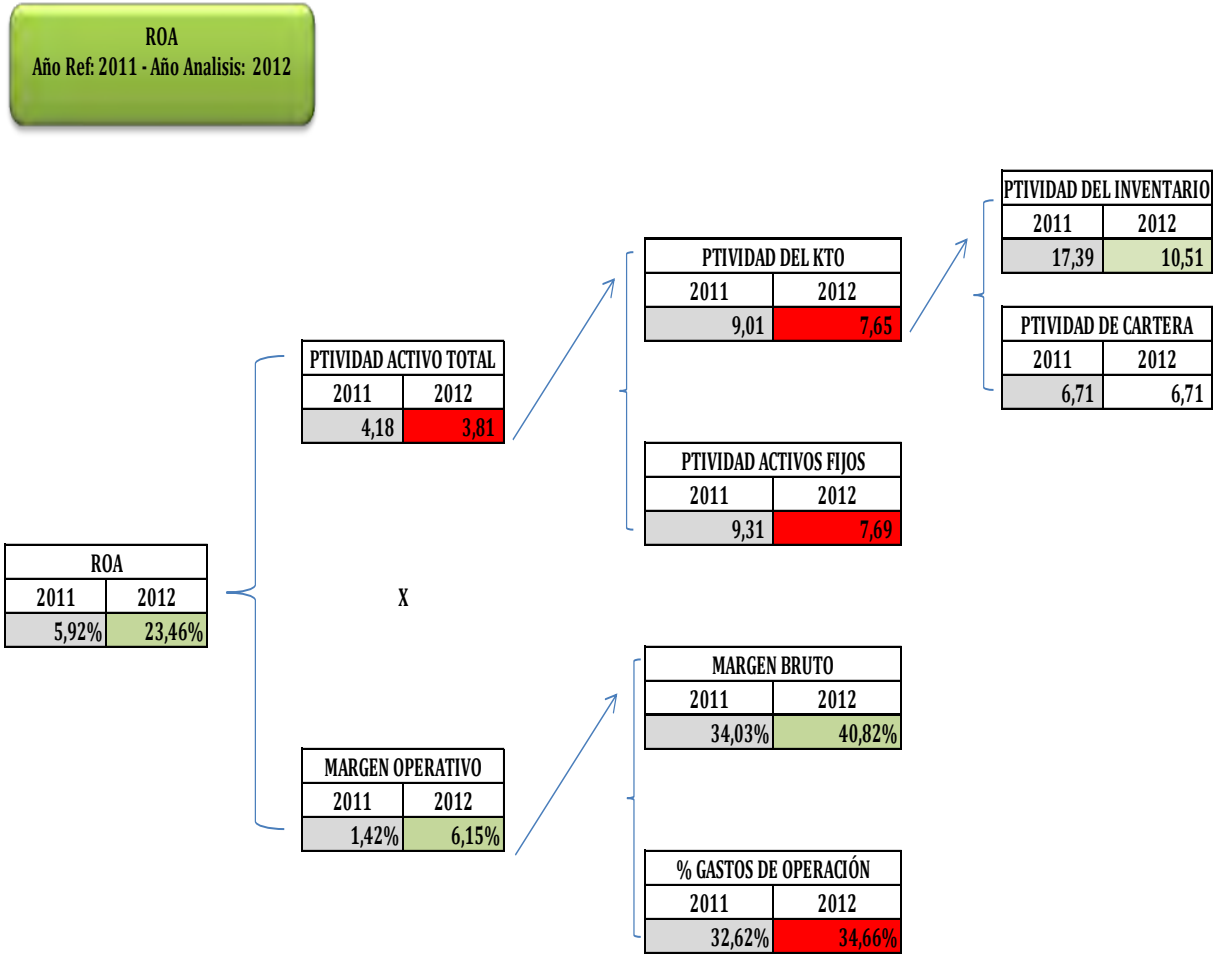 ROA
Año Ref: 2011 - Año Analisis: 2012
PTIVIDAD DEL INVENTARIO
2011 2012
17,39 10,51
PTIVIDAD DEL KTO
2011 2012
9,01 7,65
PTIVIDAD DE CARTERA
2011 2012
6,71 6,71
PTIVIDAD ACTIVO TOTAL
2011 2012
4,18 3,81
PTIVIDAD ACTIVOS FIJOS
2011 2012
9,31 7,69
ROA
2011 2012
5,92% 23,46%
X
MARGEN BRUTO
2011 2012
34,03% 40,82%
MARGEN OPERATIVO
2011 2012
1,42% 6,15%
% GASTOS DE OPERACIÓN
2011 2012
32,62% 34,66%